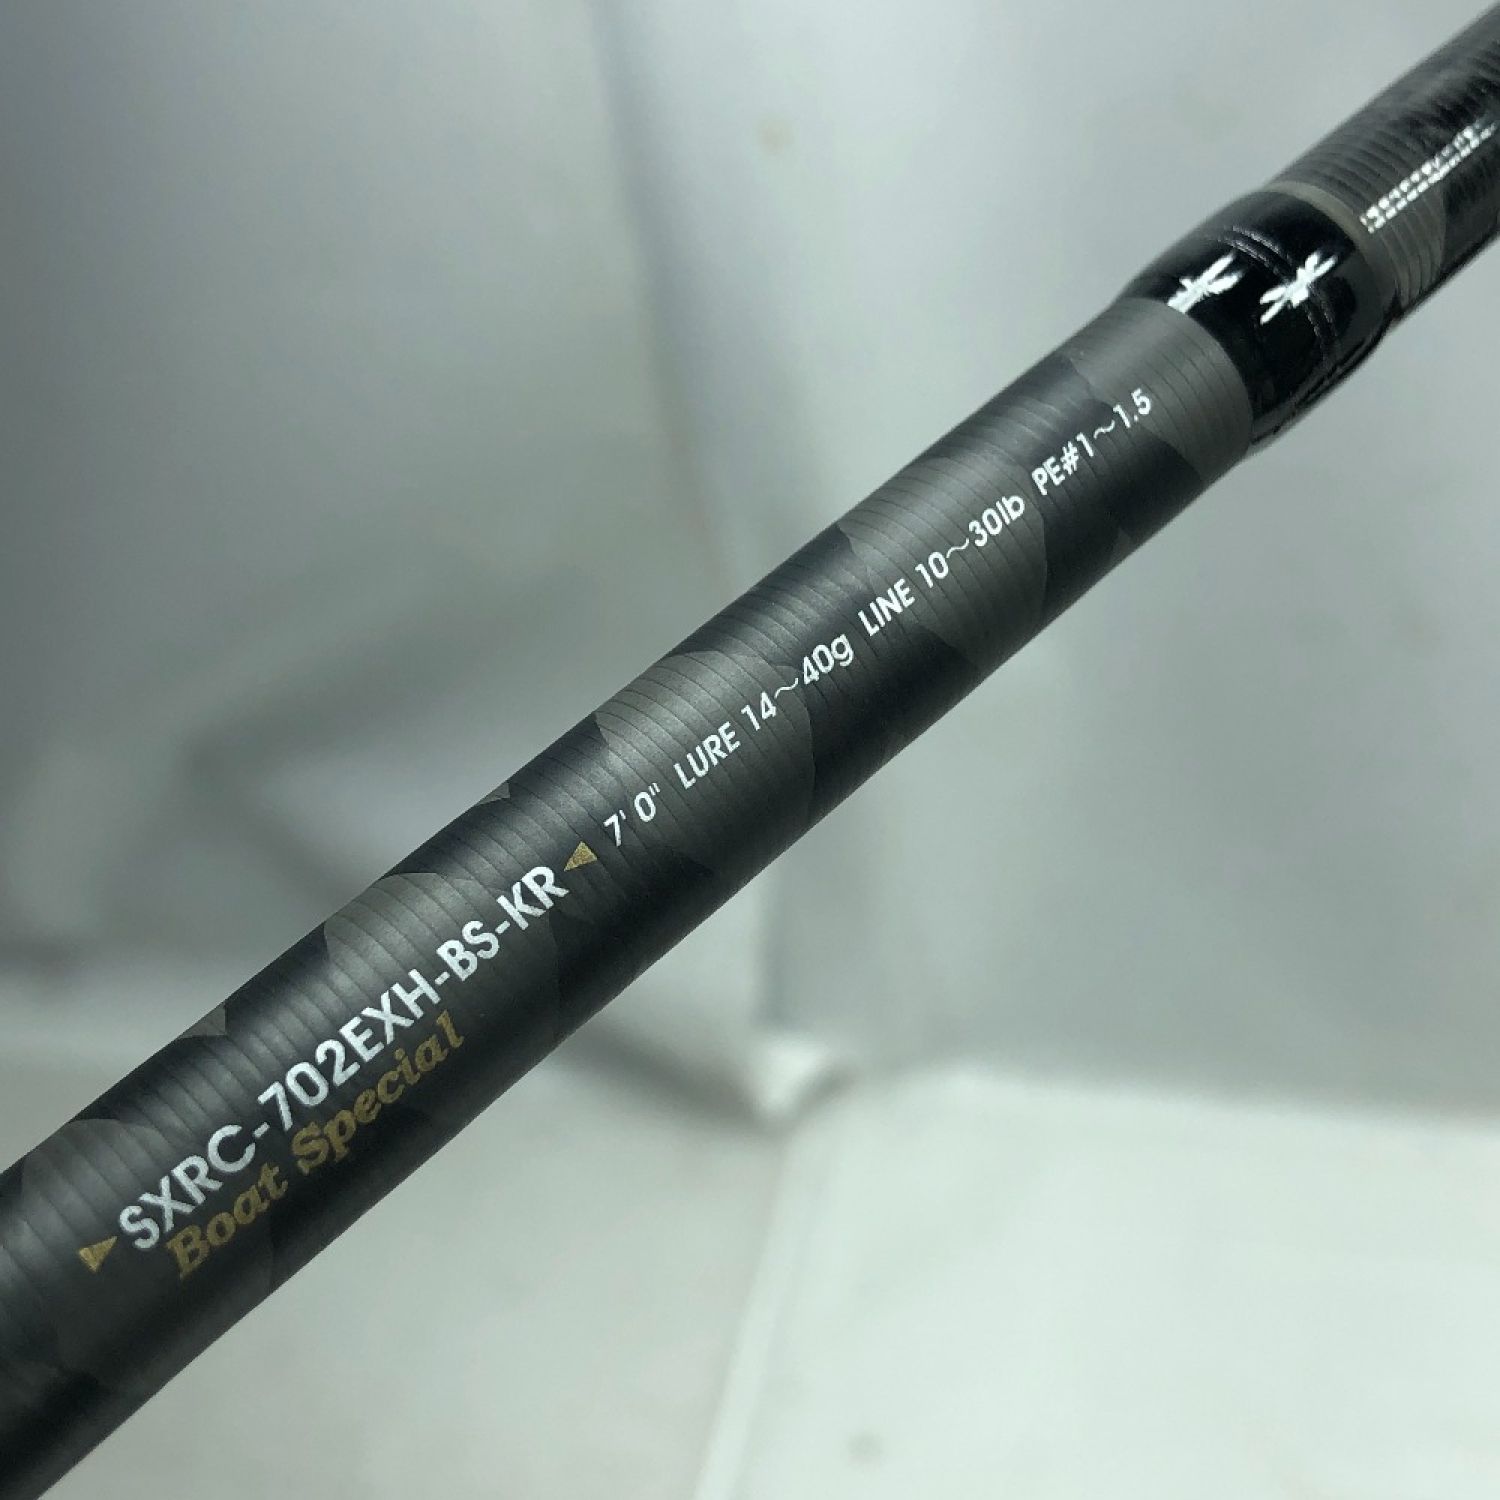 SXRC-702EXH-BS-KR 7' 0" LURE 14～40g LINE 10～30lb PE#1～1.5
Boat Special